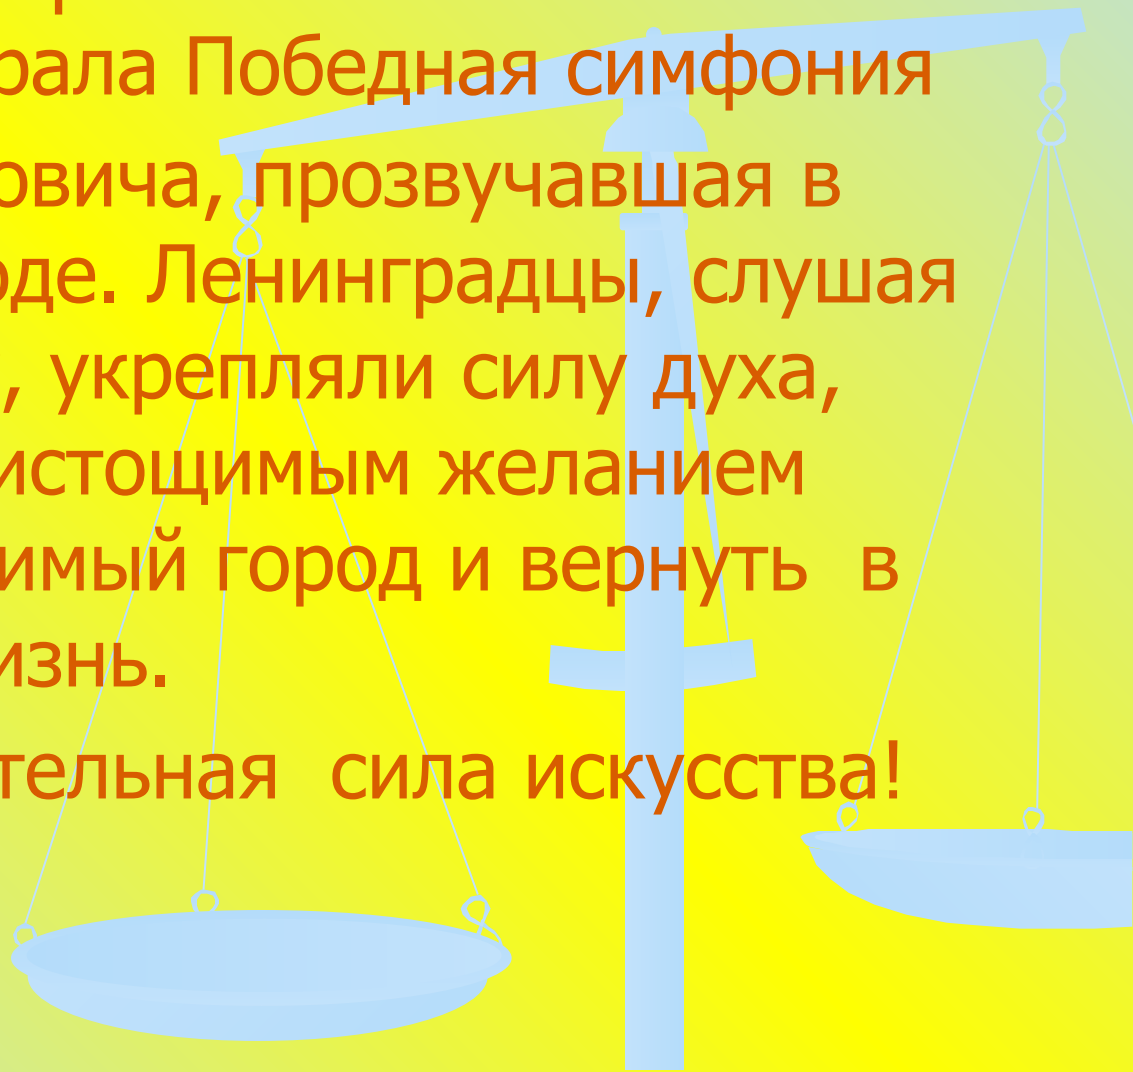 рала Победная симфония
овича, прозвучавшая в
оде. Ленинградцы, слушая
, укрепляли силу духа,
истощимым желанием
имый город и вернуть в
изнь.
тельная сила искусства!